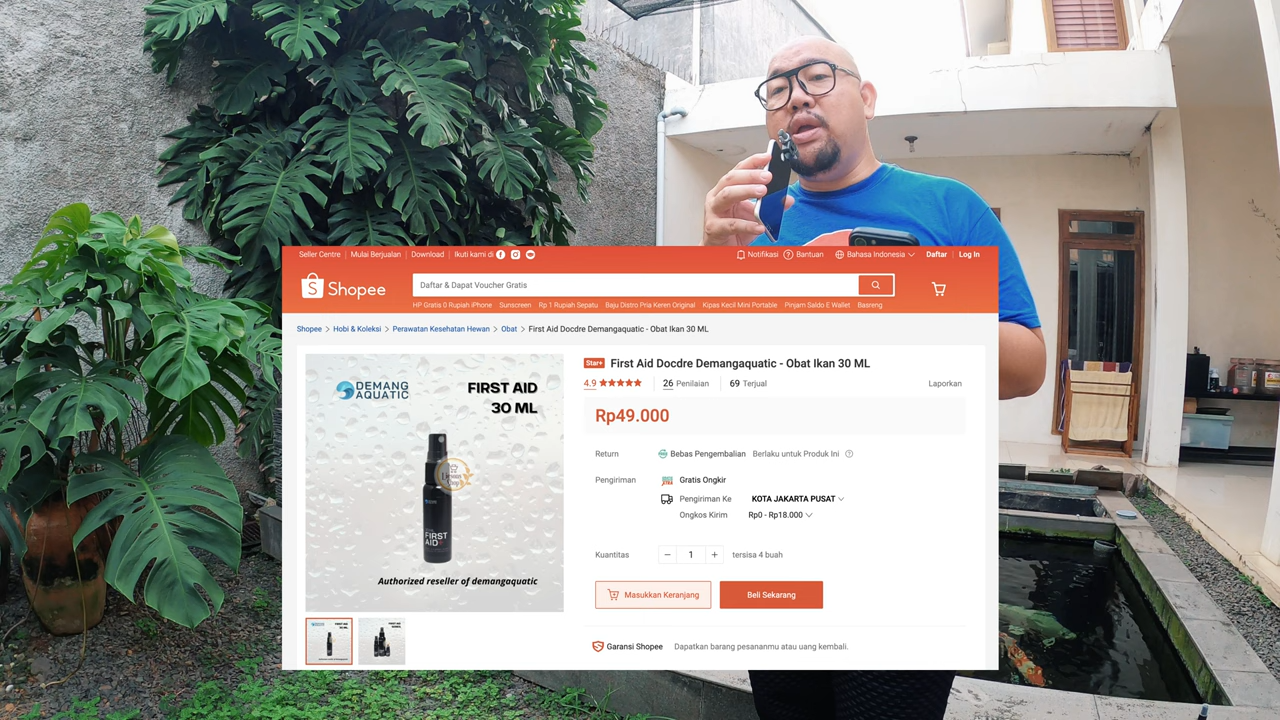 Seller Centre | Mulai Berjualan | Download | Ikuti kami di
Notifikasi Bantuan Bahasa Indonesia Daftar Log In
Shopee
Daftar & Dapat Voucher Gratis
HP Gratis 0 Rupiah iPhone Sunscreen Rp 1 Rupiah Sepatu Baju Distro Pria Keren Original Kipas Kecil Mini Portable Pinjam Saldo E Wallet Basreng
Shopee > Hobi & Koleksi > Perawatan Kesehatan Hewan > Obat > First Aid Docdre Demangaquatic - Obat Ikan 30 ML
DEMANG
AQUATIC
FIRST AID
30 ML
FIRST
AID+
Authorized reseller of demangaquatic
Star+ First Aid Docdre Demangaquatic - Obat Ikan 30 ML
4.9 26 Penilaian 69 Terjual Laporkan
Rp49.000
Return Bebas Pengembalian Berlaku untuk Produk Ini
Pengiriman Gratis Ongkir
Pengiriman Ke KOTA JAKARTA PUSAT
Ongkos Kirim Rp0 - Rp18.000
Kuantitas − 1 + tersisa 4 buah
Masukkan Keranjang Beli Sekarang
Garansi Shopee Dapatkan barang pesananmu atau uang kembali.